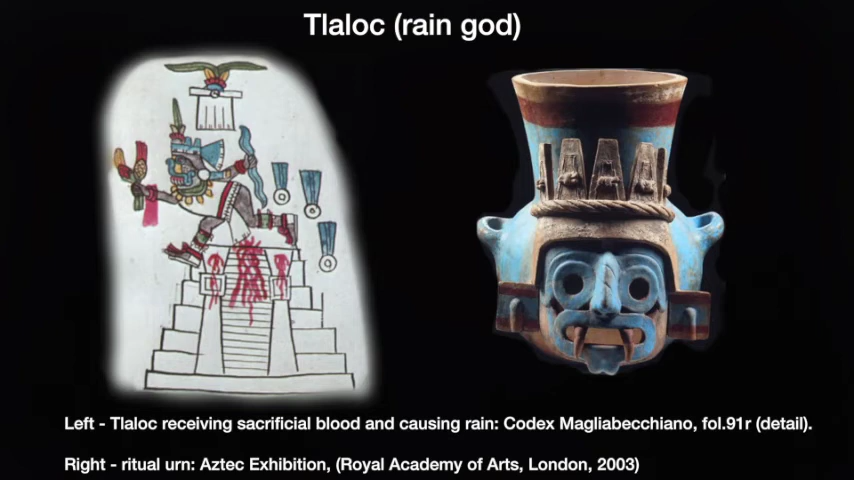 Tlaloc (rain god)
Left - Tlaloc receiving sacrificial blood and causing rain: Codex Magliabecchiano, fol.91r (detail).
Right - ritual urn: Aztec Exhibition, (Royal Academy of Arts, London, 2003)